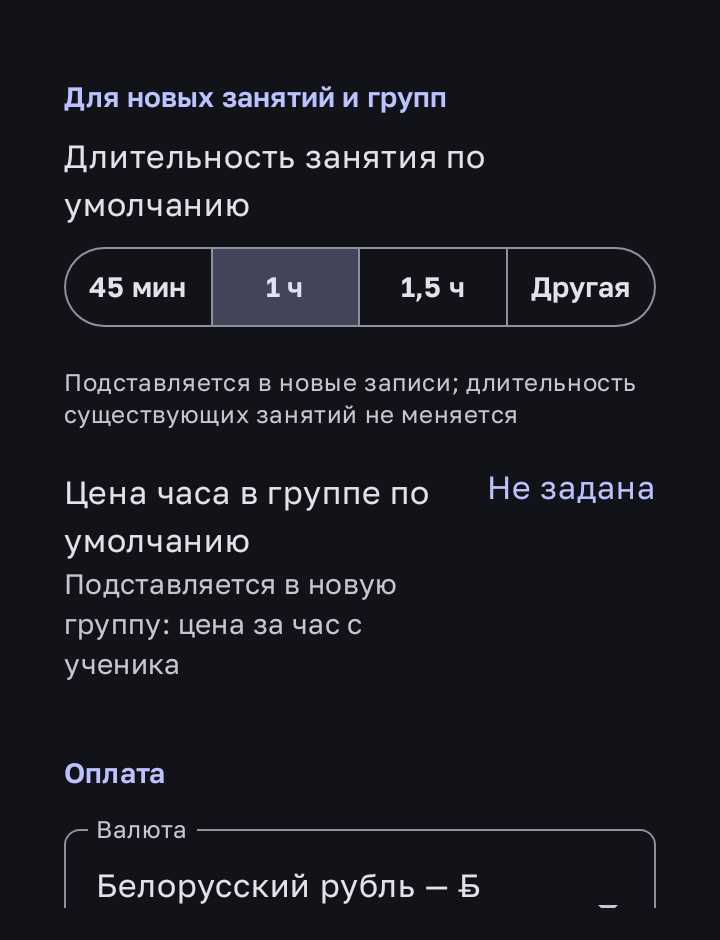 Для новых занятий и групп
Длительность занятия по
умолчанию
45 мин 1 ч 1,5 ч Другая
Подставляется в новые записи; длительность
существующих занятий не меняется
Цена часа в группе по Не задана
умолчанию
Подставляется в новую
группу: цена за час с
ученика
Оплата
Валюта
Белорусский рубль — Ƃ